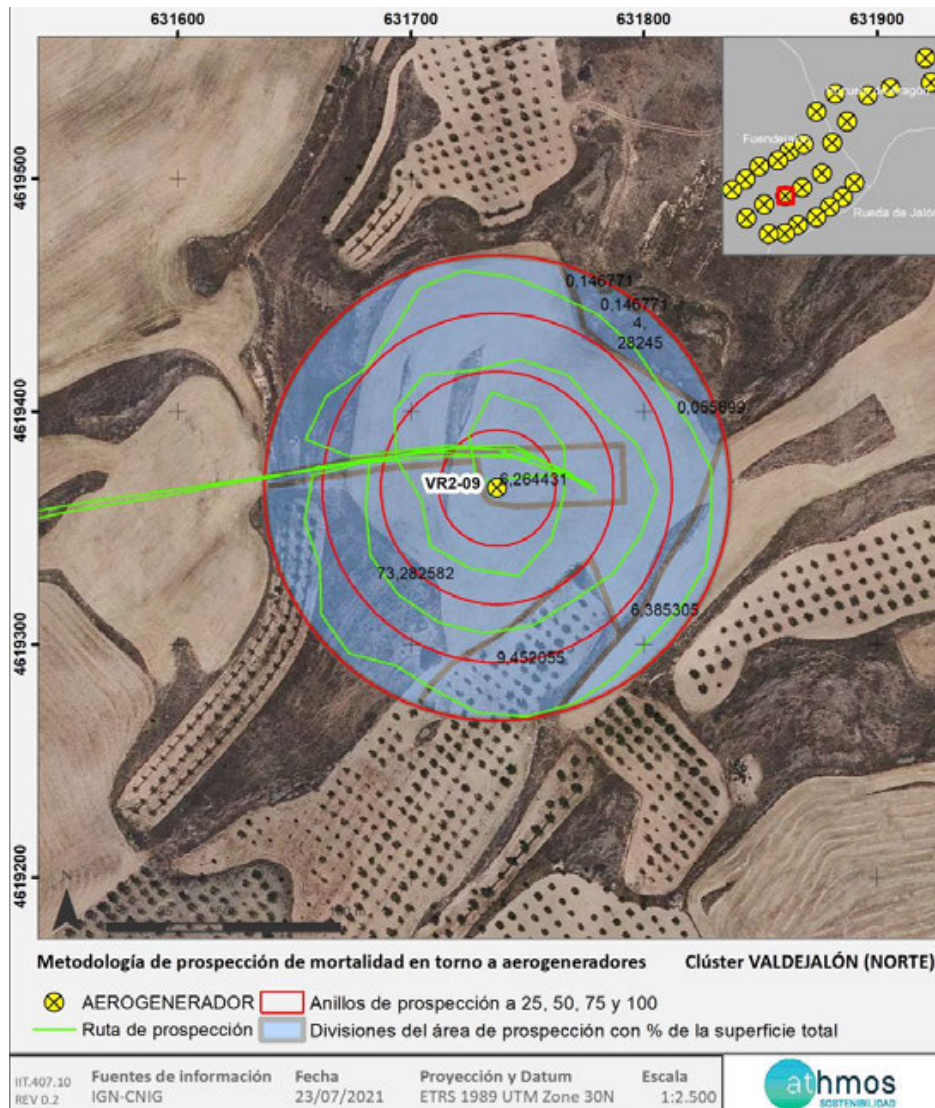 631600 631700 631800 631900
Fuendeja
Rueda de Jalón
4619500
0,146771
0,146771
4,
28245
4619400
0,065699
VR2-09
6,264431
73,282582
6,385305
4619300
9,452055
4619200
N
Metodología de prospección de mortalidad en torno a aerogeneradores Clúster VALDEJALÓN (NORTE)
AEROGENERADOR Anillos de prospección a 25, 50, 75 y 100
Ruta de prospección Divisiones del área de prospección con % de la superficie total
IIT.407.10 Fuentes de información Fecha Proyección y Datum Escala
REV 0.2 IGN-CNIG 23/07/2021 ETRS 1989 UTM Zone 30N 1:2.500
athmos
SOSTENIBILIDAD